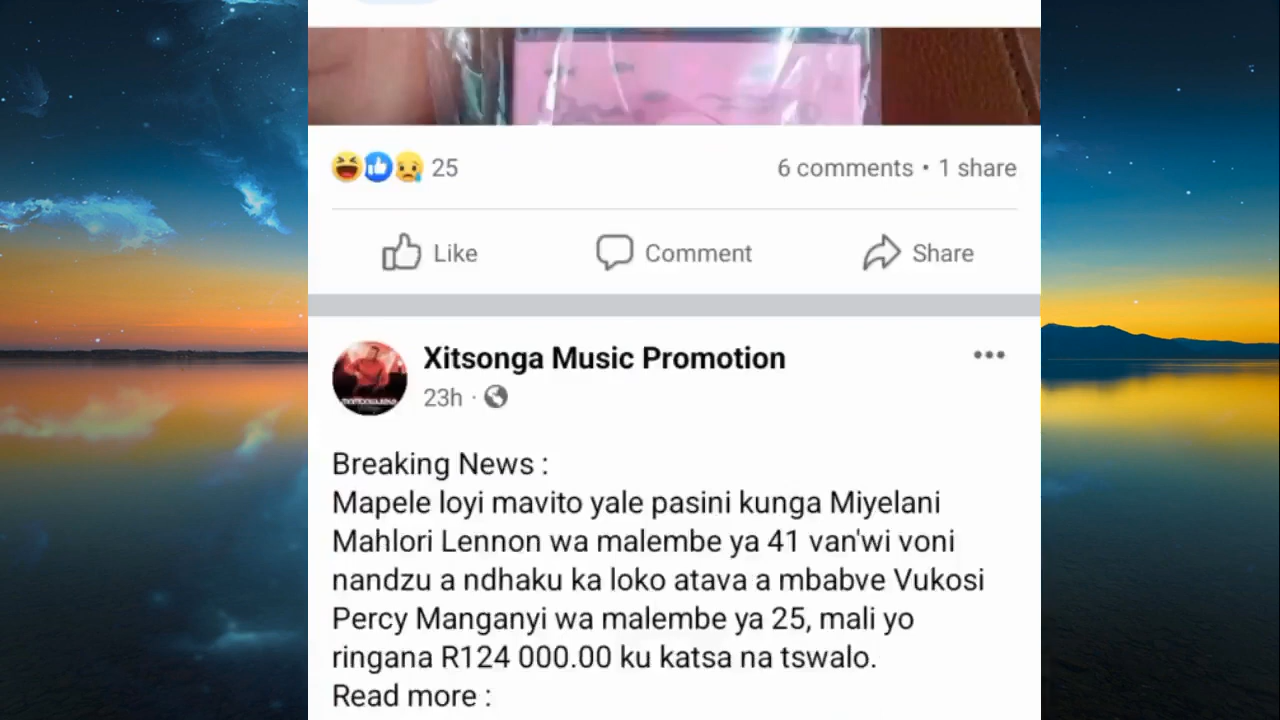 25
6 comments • 1 share
Like
Comment
Share
Xitsonga Music Promotion
23h ·
Breaking News :
Mapele loyi mavito yale pasini kunga Miyelani
Mahlori Lennon wa malembe ya 41 van'wi voni
nandzu a ndhaku ka loko atava a mbabve Vukosi
Percy Manganyi wa malembe ya 25, mali yo
ringana R124 000.00 ku katsa na tswalo.
Read more :